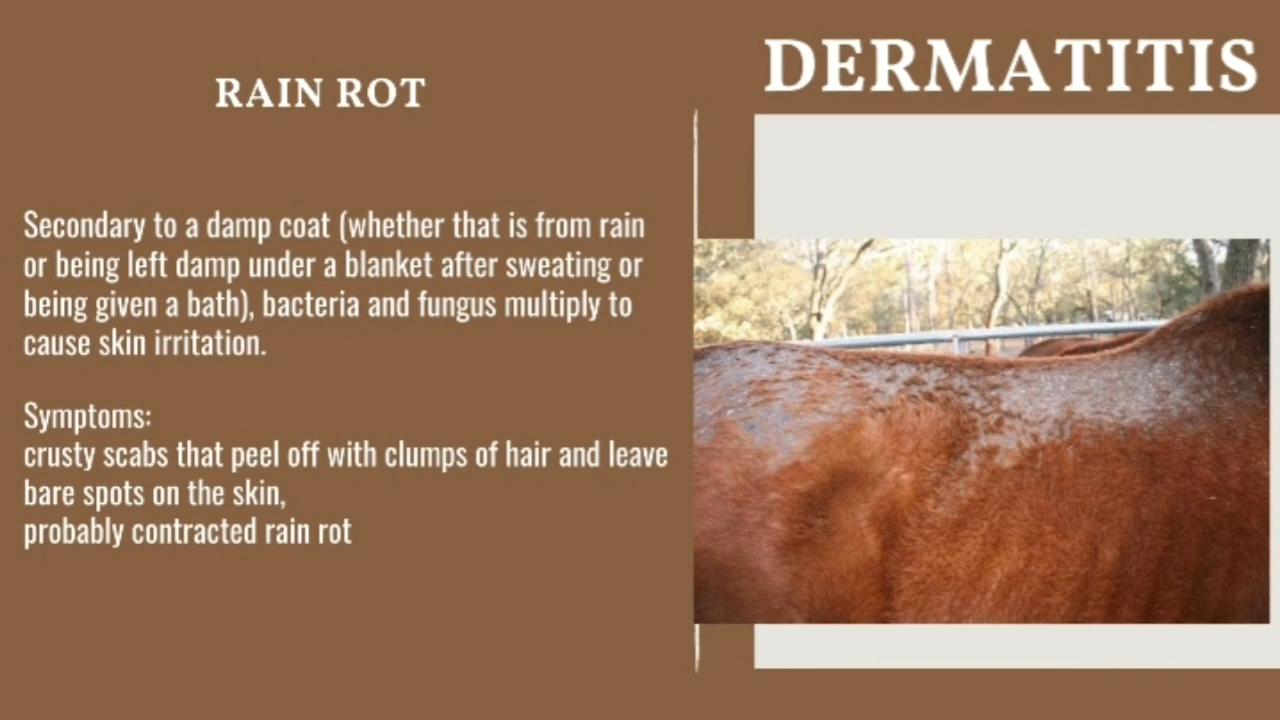 DERMATITIS
RAIN ROT
Secondary to a damp coat (whether that is from rain
or being left damp under a blanket after sweating or
being given a bath), bacteria and fungus multiply to
cause skin irritation.
Symptoms:
crusty scabs that peel off with clumps of hair and leave
bare spots on the skin,
probably contracted rain rot